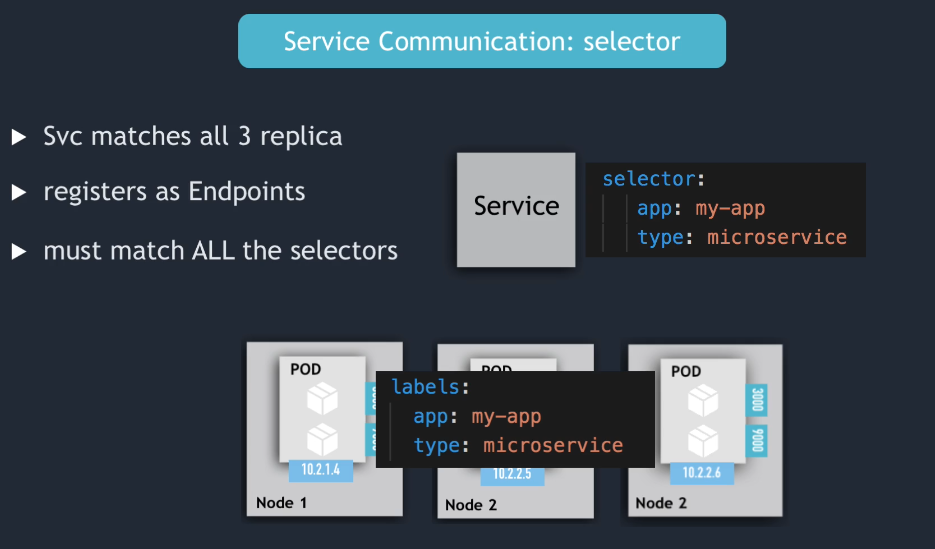 Service Communication: selector
Svc matches all 3 replica
registers as Endpoints
must match ALL the selectors
Service
selector:
app: my-app
type: microservice
POD
POD
POD
labels:
app: my-app
type: microservice
3000
9000
10.2.1.4
10.2.2.5
10.2.2.6
Node 1
Node 2
Node 2